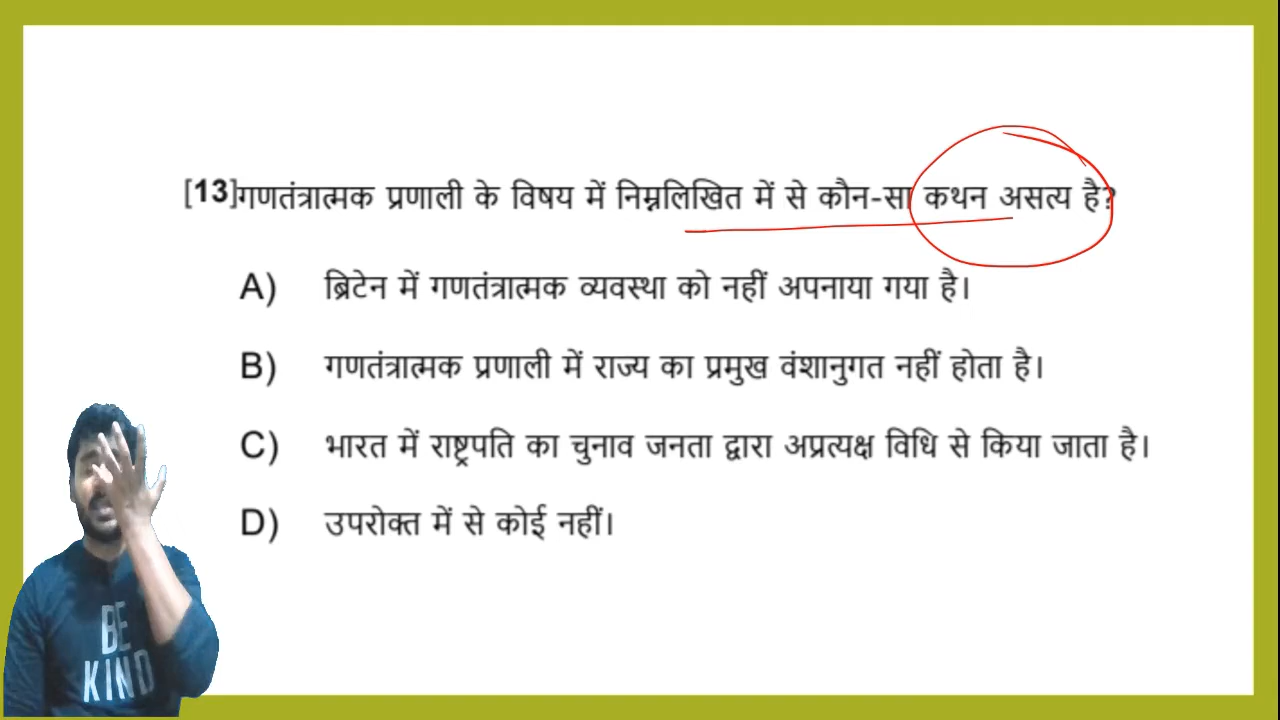 [13]गणतंत्रात्मक प्रणाली के विषय में निम्नलिखित में से कौन-सा कथन असत्य है?
A) ब्रिटेन में गणतंत्रात्मक व्यवस्था को नहीं अपनाया गया है।
B) गणतंत्रात्मक प्रणाली में राज्य का प्रमुख वंशानुगत नहीं होता है।
C) भारत में राष्ट्रपति का चुनाव जनता द्वारा अप्रत्यक्ष विधि से किया जाता है।
D) उपरोक्त में से कोई नहीं।
BE
KIND